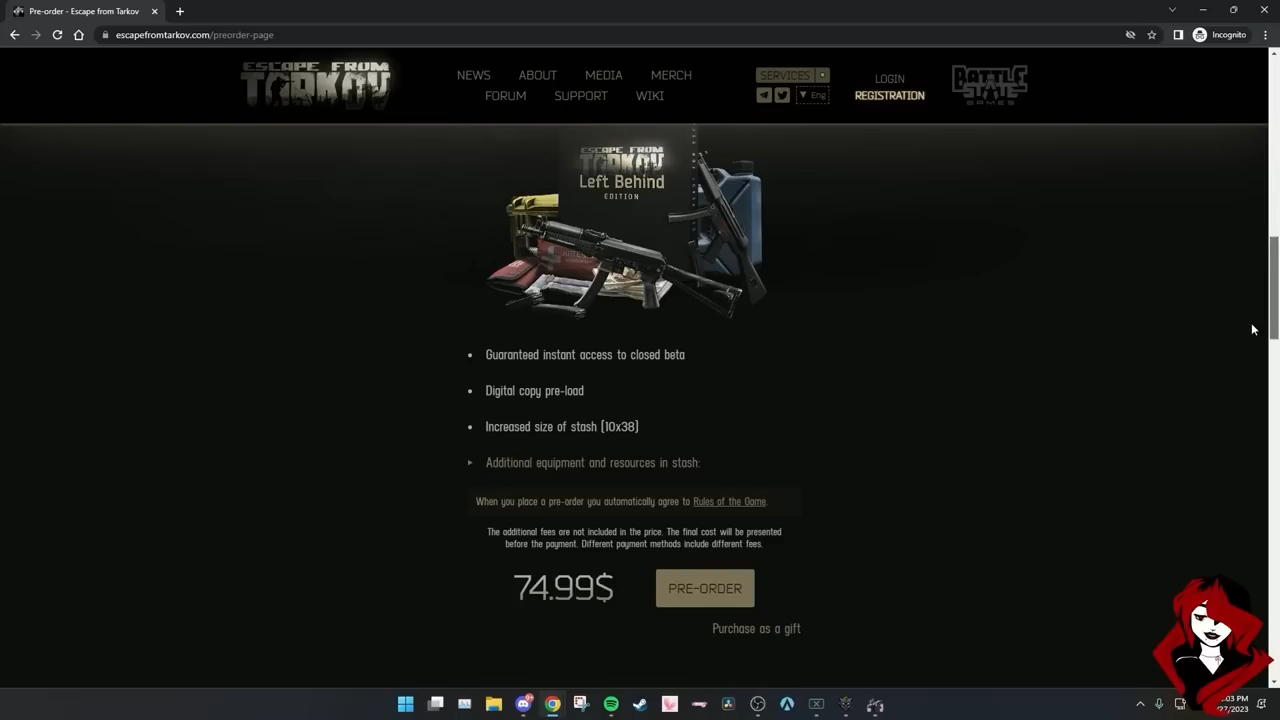 Pre-order - Escape from Tarkov
escapefromtarkov.com/preorder-page
Incognito
ESCAPE FROM
TARKOV
NEWS ABOUT MEDIA MERCH
FORUM SUPPORT WIKI
SERVICES
Eng
LOGIN
REGISTRATION
BATTLE
STATE
GAMES
ESCAPE FROM
TARKOV
Left Behind
EDITION
• Guaranteed instant access to closed beta
• Digital copy pre-load
• Increased size of stash [10x38]
Additional equipment and resources in stash:
When you place a pre-order you automatically agree to Rules of the Game.
The additional fees are not included in the price. The final cost will be presented
before the payment. Different payment methods include different fees.
74.99$ PRE-ORDER
Purchase as a gift
:03 PM
/27/2023